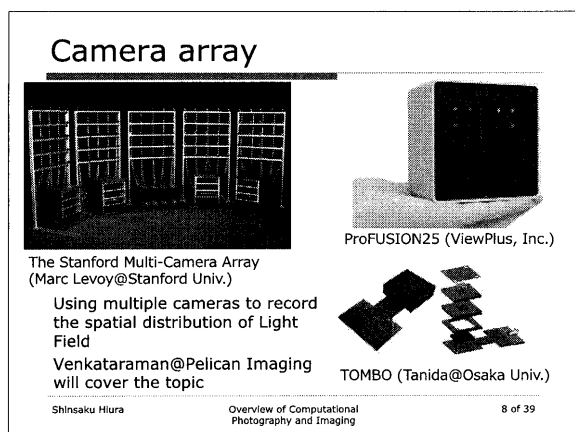 Camera array
The Stanford Multi-Camera Array
(Marc Levoy@Stanford Univ.)
ProFUSION25 (ViewPlus, Inc.)
Using multiple cameras to record
the spatial distribution of Light
Field
Venkataraman@Pelican Imaging
will cover the topic
TOMBO (Tanida@Osaka Univ.)
Shinsaku Hiura
Overview of Computational
Photography and Imaging
8 of 39